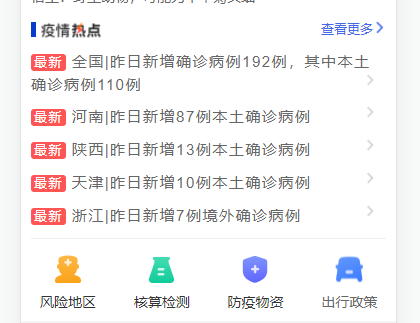 疫情热点
查看更多
最新 全国|昨日新增确诊病例192例，其中本土
确诊病例110例
最新 河南|昨日新增87例本土确诊病例
最新 陕西|昨日新增13例本土确诊病例
最新 天津|昨日新增10例本土确诊病例
最新 浙江|昨日新增7例境外确诊病例
风险地区 核算检测 防疫物资 出行政策